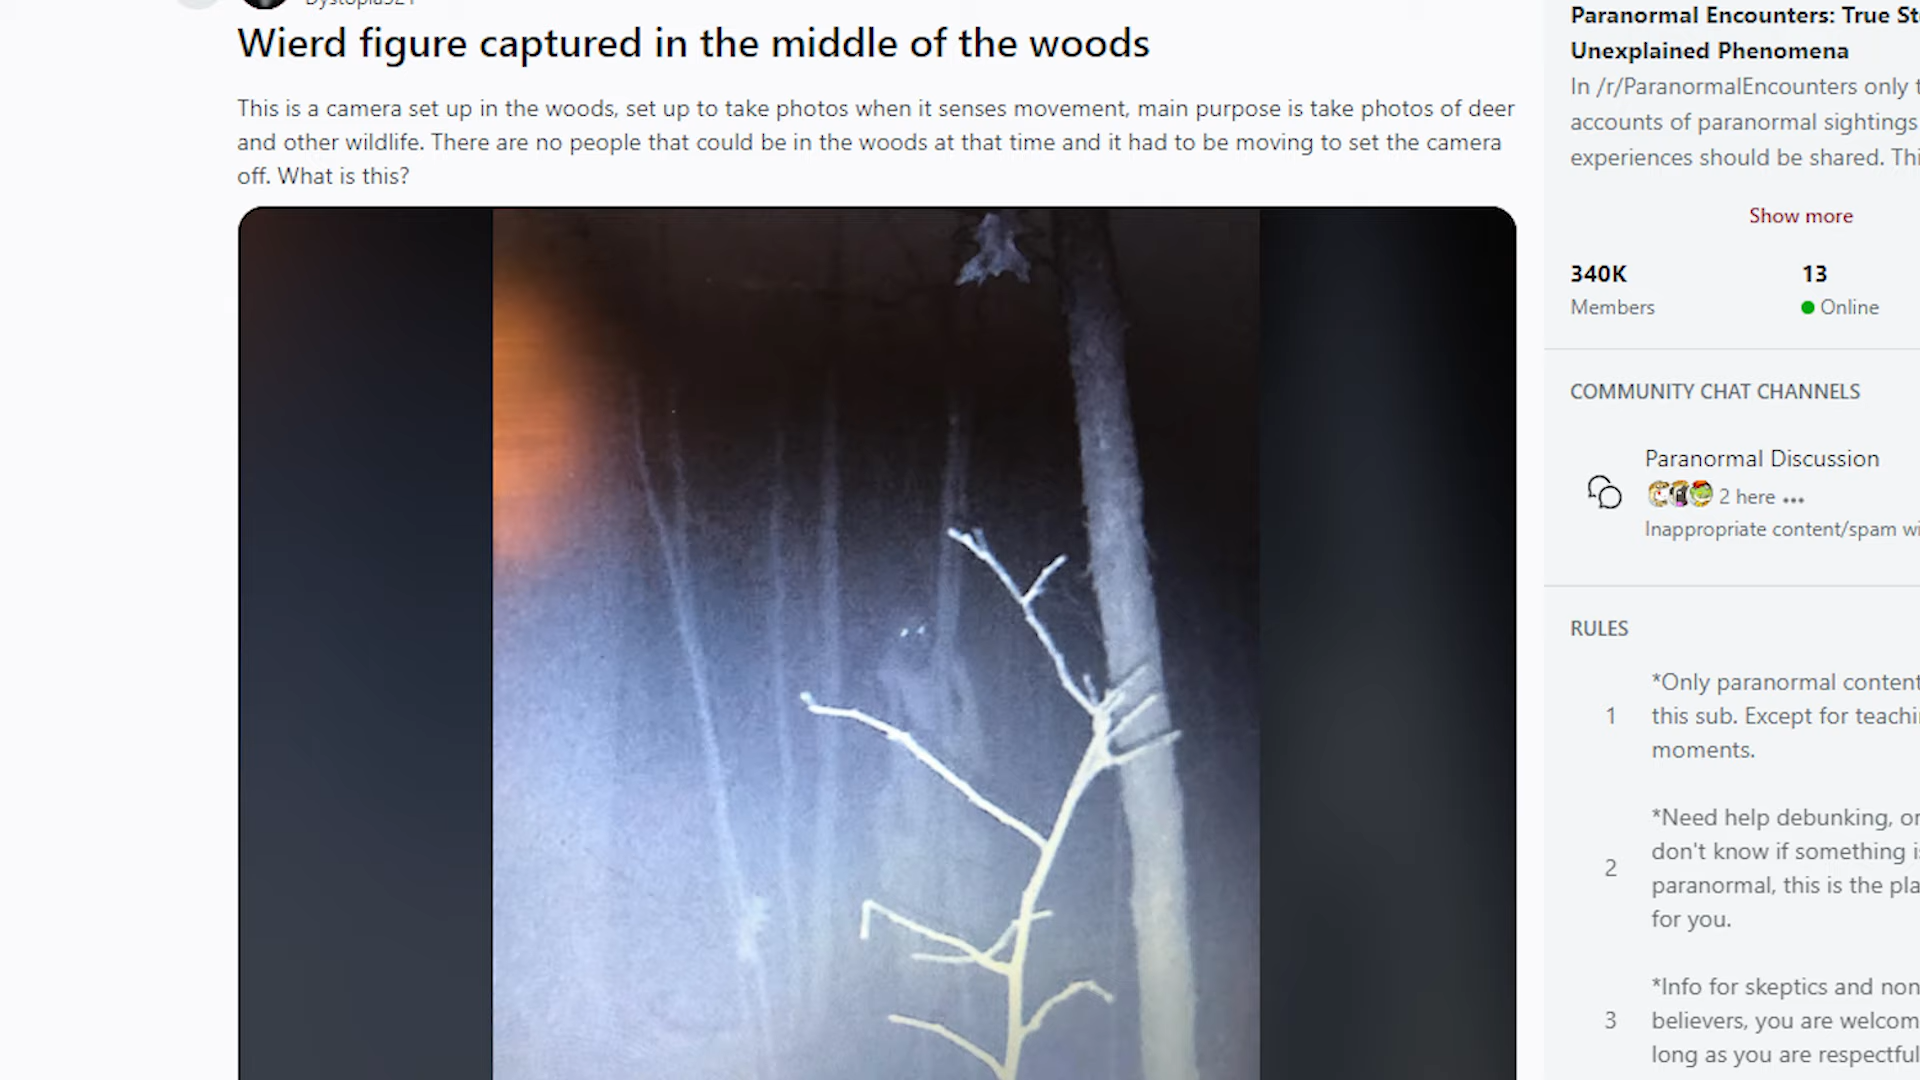 Wierd figure captured in the middle of the woods
This is a camera set up in the woods, set up to take photos when it senses movement, main purpose is take photos of deer
and other wildlife. There are no people that could be in the woods at that time and it had to be moving to set the camera
off. What is this?
Paranormal Encounters: True
Unexplained Phenomena
In /r/ParanormalEncounters only
accounts of paranormal sightings
experiences should be shared.
Show more
340K
13
Members
Online
COMMUNITY CHAT CHANNELS
Paranormal Discussion
2 here •••
Inappropriate content/spam
RULES
1
*Only paranormal content
this sub. Except for
moments.
2
*Need help debunking, or
don't know if something
paranormal, this is the
for you.
3
*Info for skeptics and non
believers, you are
long as you are